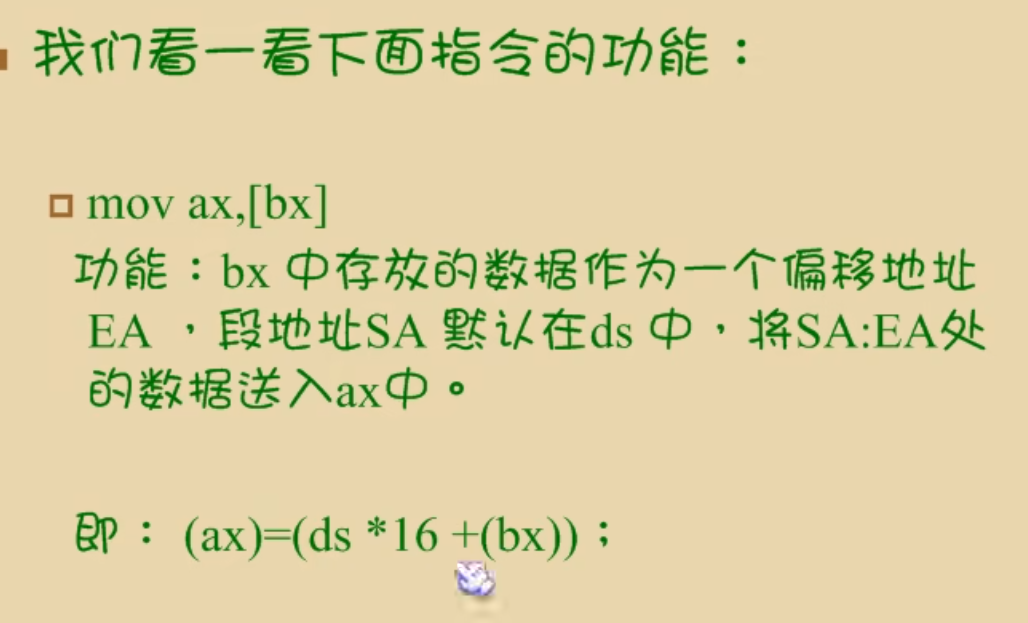 我们看一看下面指令的功能：
mov ax,[bx]
功能：bx 中存放的数据作为一个偏移地址
EA ，段地址SA 默认在ds 中，将SA:EA处
的数据送入ax中。
即： (ax)=(ds *16 +(bx))；